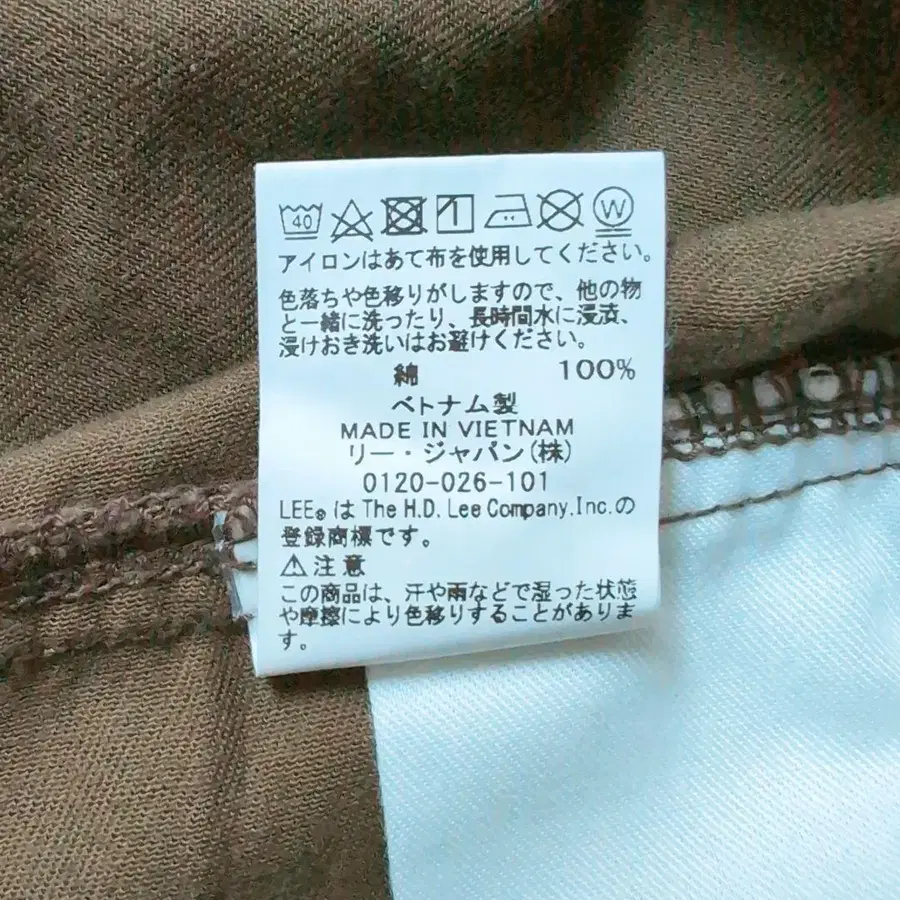 40 W
アイロンはあて布を使用してください。
色落ちや色移りがしますので、他の物
と一緒に洗ったり、長時間水に浸漬、
浸けおき洗いはお避けください。
綿 100%
ベトナム製
MADE IN VIETNAM
リー・ジャパン(株)
0120-026-101
LEE® は The H.D. Lee Company,Inc.の
登録商標です。
⚠注意
この商品は、汗や雨などで湿った状態
や摩擦により色移りすることがありま
す。